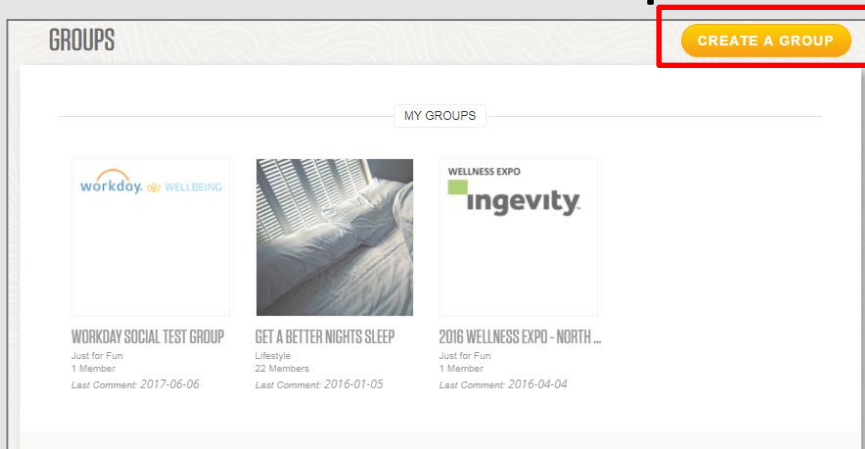 GROUPS
CREATE A GROUP
MY GROUPS
workday. WELLBEING
WELLNESS EXPO
ingevity
WORKDAY SOCIAL TEST GROUP
Just for Fun
1 Member
Last Comment: 2017-06-06
GET A BETTER NIGHTS SLEEP
Lifestyle
22 Members
Last Comment: 2016-01-05
2016 WELLNESS EXPO - NORTH ...
Just for Fun
1 Member
Last Comment: 2016-04-04